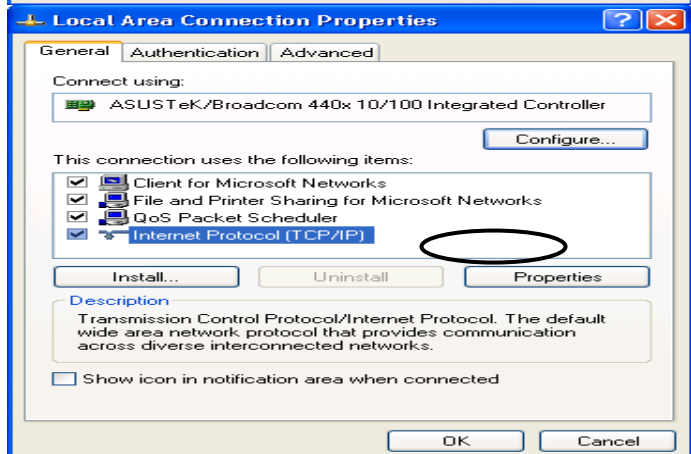 Local Area Connection Properties
General Authentication Advanced
Connect using:
ASUSTeK/Broadcom 440x 10/100 Integrated Controller
Configure...
This connection uses the following items:
Client for Microsoft Networks
File and Printer Sharing for Microsoft Networks
QoS Packet Scheduler
Internet Protocol (TCP/IP)
Install... Uninstall Properties
Description
Transmission Control Protocol/Internet Protocol. The default
wide area network protocol that provides communication
across diverse interconnected networks.
Show icon in notification area when connected
OK Cancel